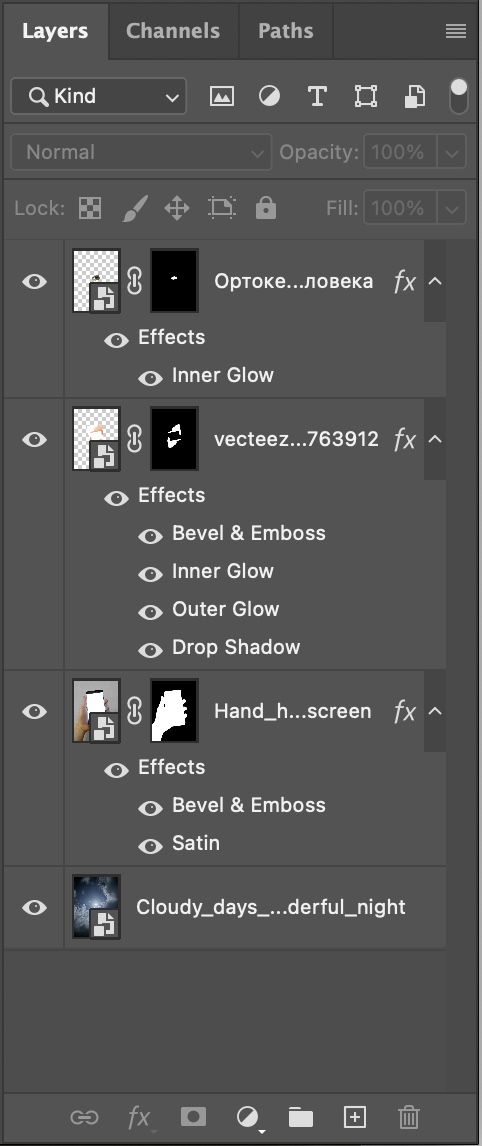 Layers Channels Paths
Kind
Normal Opacity: 100%
Lock: Fill: 100%
Ортоке...ловека fx
Effects
Inner Glow
vecteez...763912 fx
Effects
Bevel & Emboss
Inner Glow
Outer Glow
Drop Shadow
Hand_h...screen fx
Effects
Bevel & Emboss
Satin
Cloudy_days_...derful_night
fx